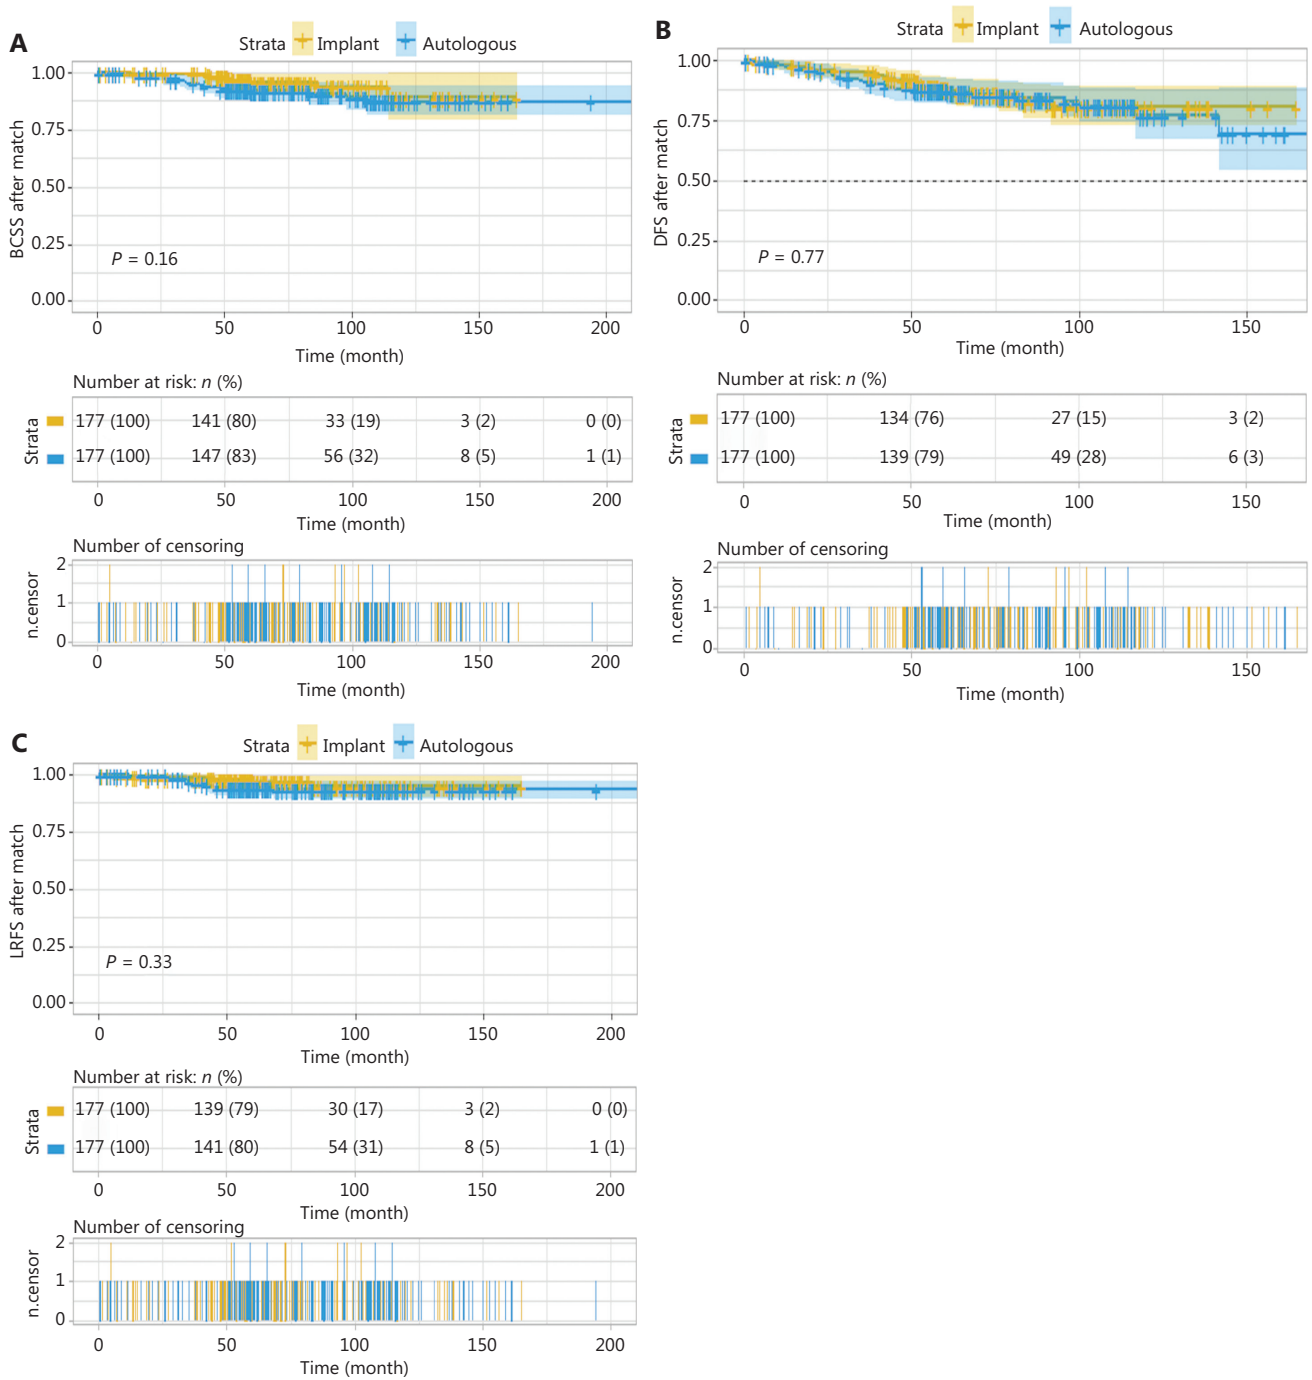 A
Strata Implant Autologous
BCSS after match
1.00
0.75
0.50
0.25
0.00
P = 0.16
0 50 100 150 200
Time (month)
Number at risk: n (%)
Strata
177 (100) 141 (80) 33 (19) 3 (2) 0 (0)
177 (100) 147 (83) 56 (32) 8 (5) 1 (1)
0 50 100 150 200
Time (month)
Number of censoring
n.censor
2
1
0
0 50 100 150 200
Time (month)
B
Strata Implant Autologous
DFS after match
1.00
0.75
0.50
0.25
0.00
P = 0.77
0 50 100 150
Time (month)
Number at risk: n (%)
Strata
177 (100) 134 (76) 27 (15) 3 (2)
177 (100) 139 (79) 49 (28) 6 (3)
0 50 100 150
Time (month)
Number of censoring
n.censor
2
1
0
0 50 100 150
Time (month)
C
Strata Implant Autologous
LRFS after match
1.00
0.75
0.50
0.25
0.00
P = 0.33
0 50 100 150 200
Time (month)
Number at risk: n (%)
Strata
177 (100) 139 (79) 30 (17) 3 (2) 0 (0)
177 (100) 141 (80) 54 (31) 8 (5) 1 (1)
0 50 100 150 200
Time (month)
Number of censoring
n.censor
2
1
0
0 50 100 150 200
Time (month)